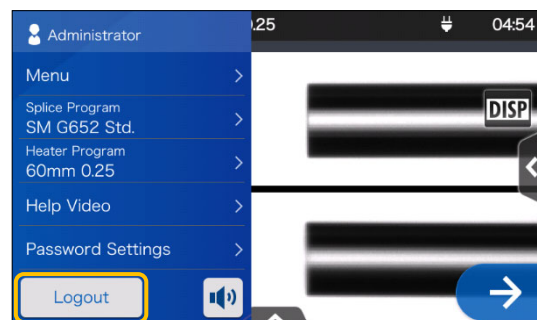 Administrator
.25
04:54
Menu
Splice Program
SM G652 Std.
DISP
Heater Program
60mm 0.25
Help Video
Password Settings
Logout